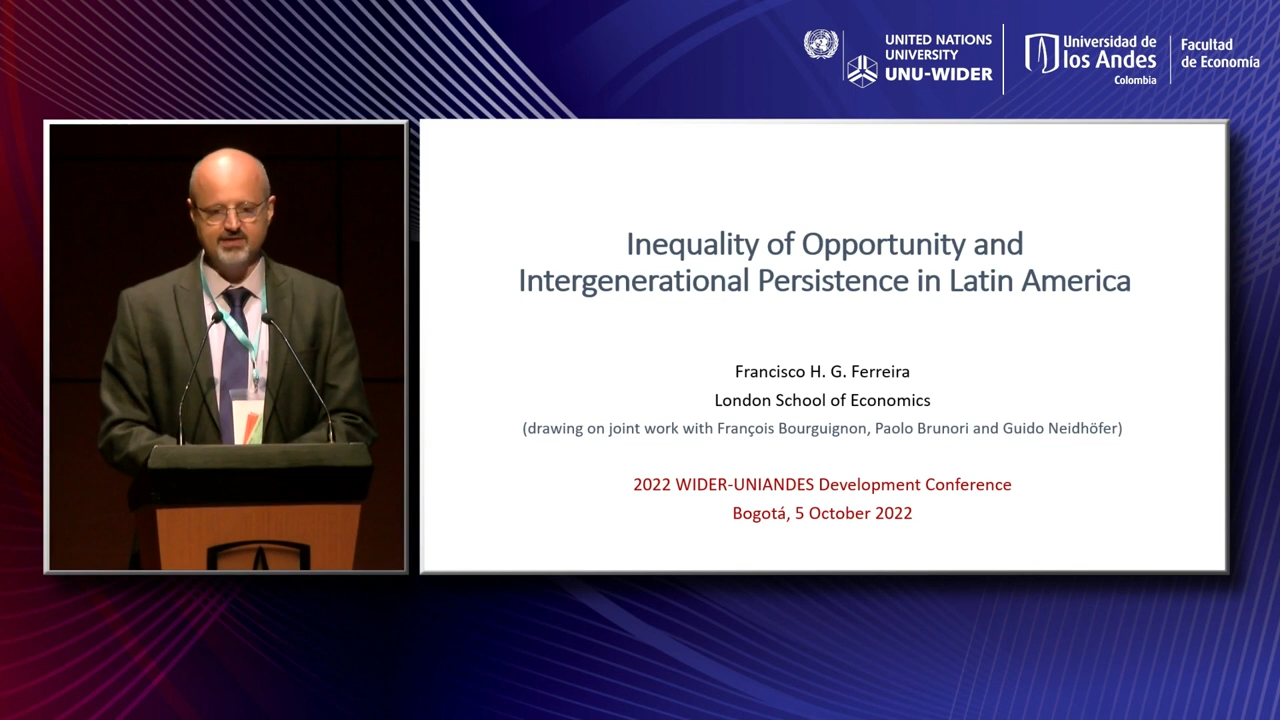 UNITED NATIONS
UNIVERSITY
UNU-WIDER
Universidad de
los Andes
Colombia
Facultad
de Economía
Inequality of Opportunity and
Intergenerational Persistence in Latin America
Francisco H. G. Ferreira
London School of Economics
(drawing on joint work with François Bourguignon, Paolo Brunori and Guido Neidhöfer)
2022 WIDER-UNIANDES Development Conference
Bogotá, 5 October 2022